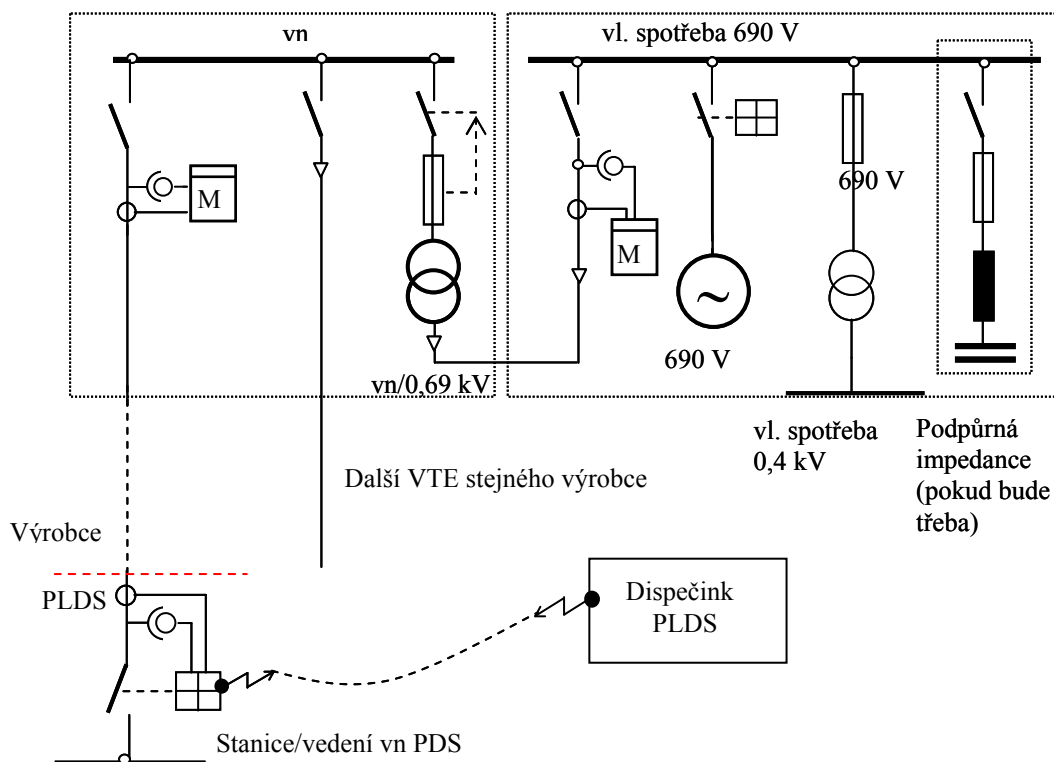 vn
vl. spotřeba 690 V
M
690 V
M
690 V
vn/0,69 kV
vl. spotřeba
0,4 kV
Podpůrná
impedance
(pokud bude
třeba)
Další VTE stejného výrobce
Výrobce
PLDS
Dispečink
PLDS
Stanice/vedení vn PDS